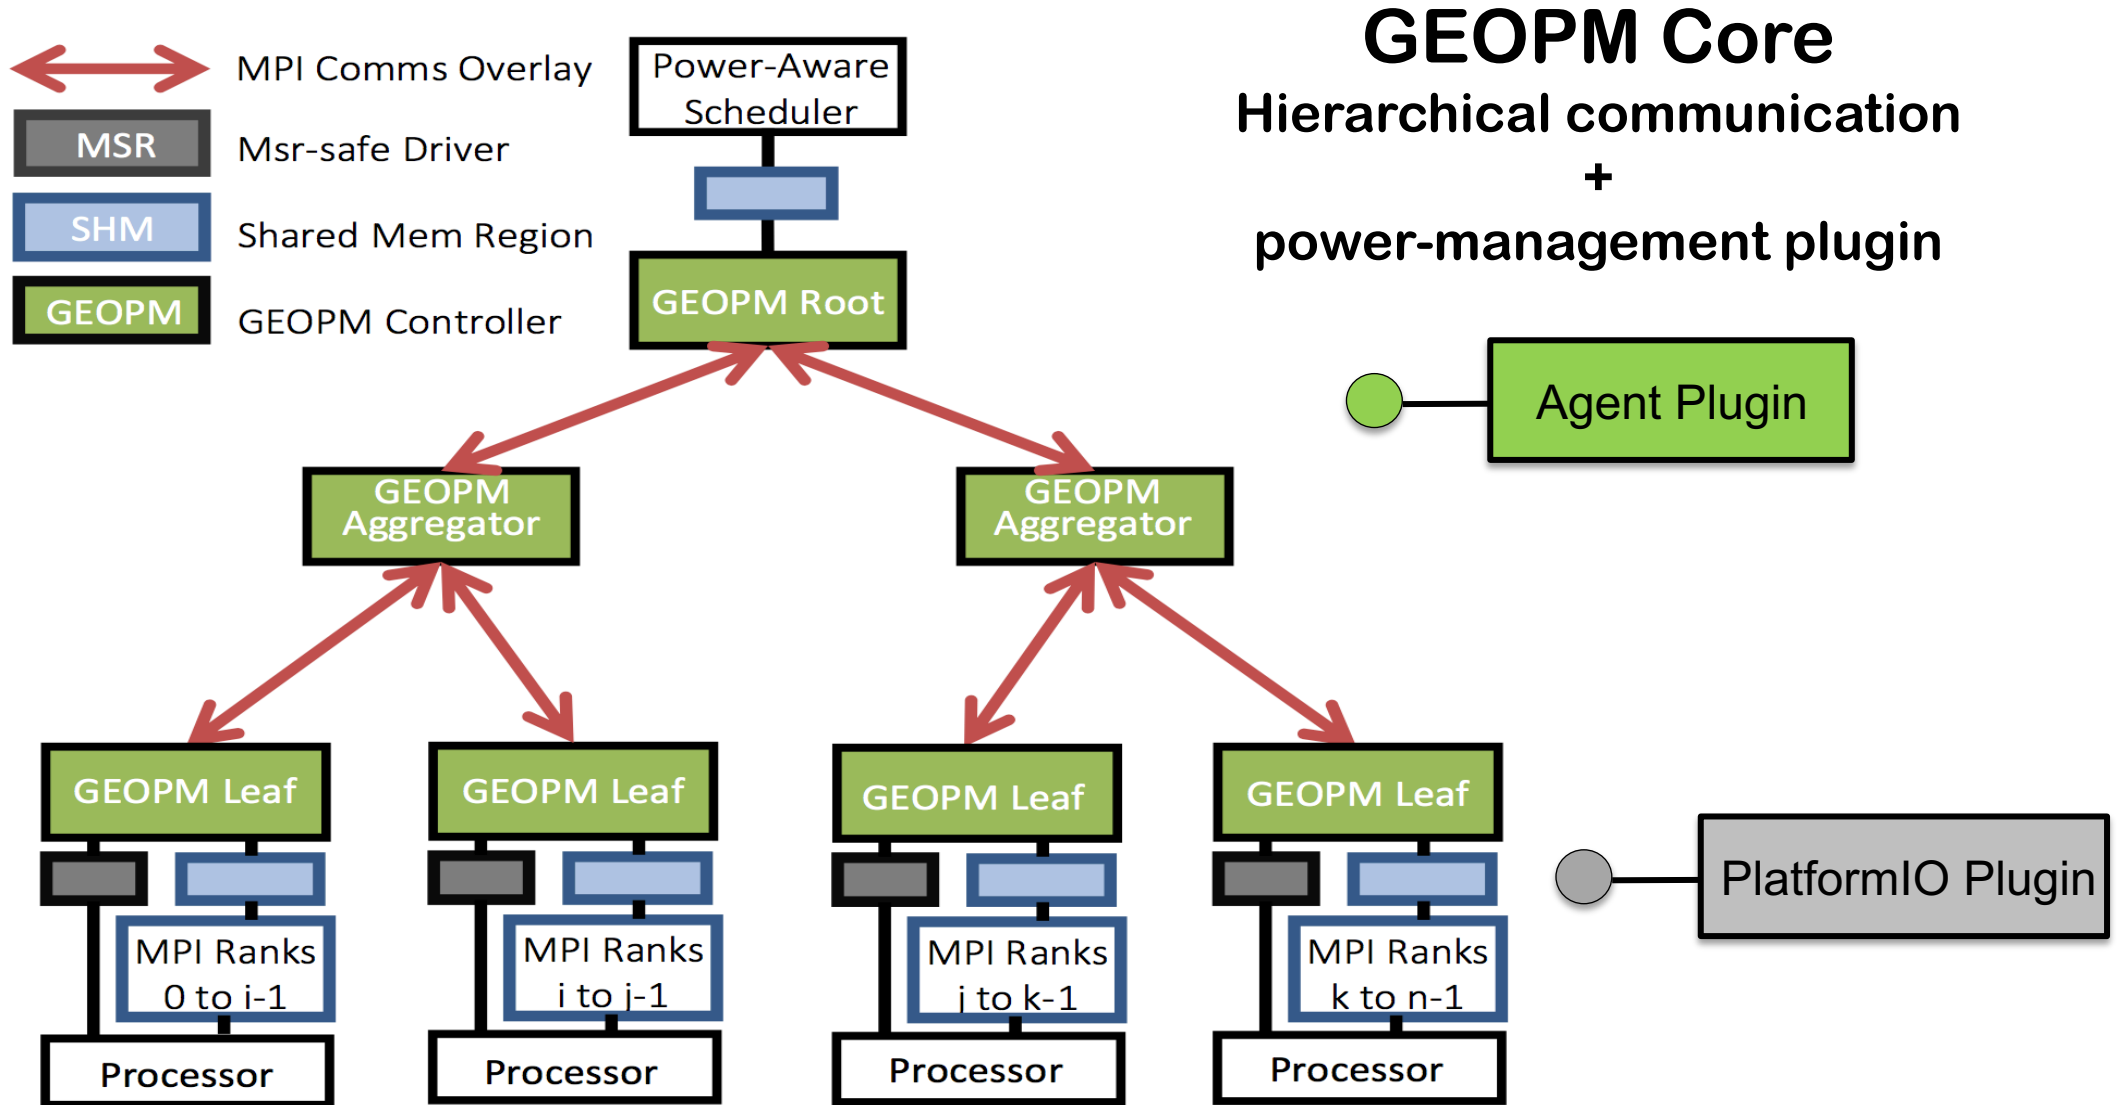 GEOPM Core
Hierarchical communication
+
power-management plugin
MPI Comms Overlay
MSR
Msr-safe Driver
SHM
Shared Mem Region
GEOPM
GEOPM Controller
Power-Aware
Scheduler
GEOPM Root
Agent Plugin
GEOPM
Aggregator
GEOPM
Aggregator
GEOPM Leaf
GEOPM Leaf
GEOPM Leaf
GEOPM Leaf
PlatformIO Plugin
MPI Ranks
0 to i-1
MPI Ranks
i to j-1
MPI Ranks
j to k-1
MPI Ranks
k to n-1
Processor
Processor
Processor
Processor